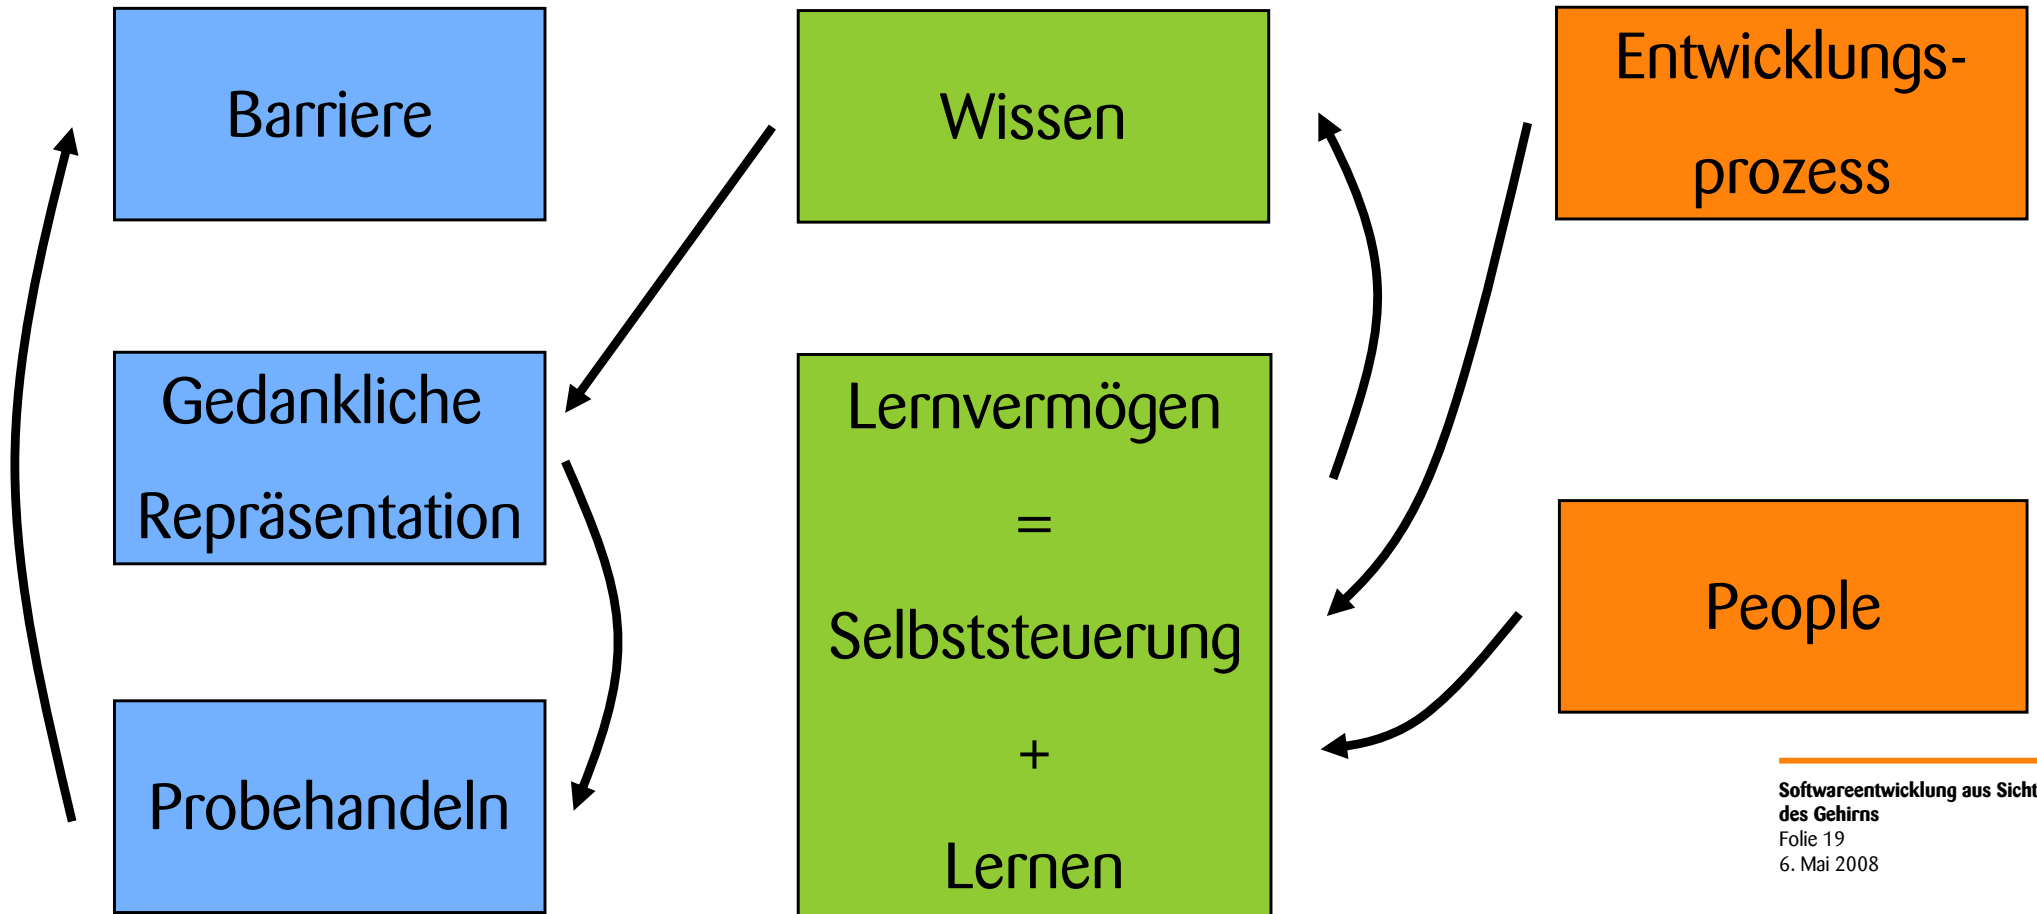 Barriere
Gedankliche
Repräsentation
Probehandeln
Wissen
Lernvermögen
=
Selbststeuerung
+
Lernen
Entwicklungs-
prozess
People
Softwareentwicklung aus Sicht
des Gehirns
Folie 19
6. Mai 2008